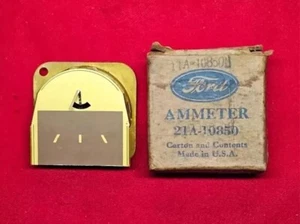 21A-10850
Ford
AMMETER
21A-10850
Carton and Contents
Made in U.S.A.